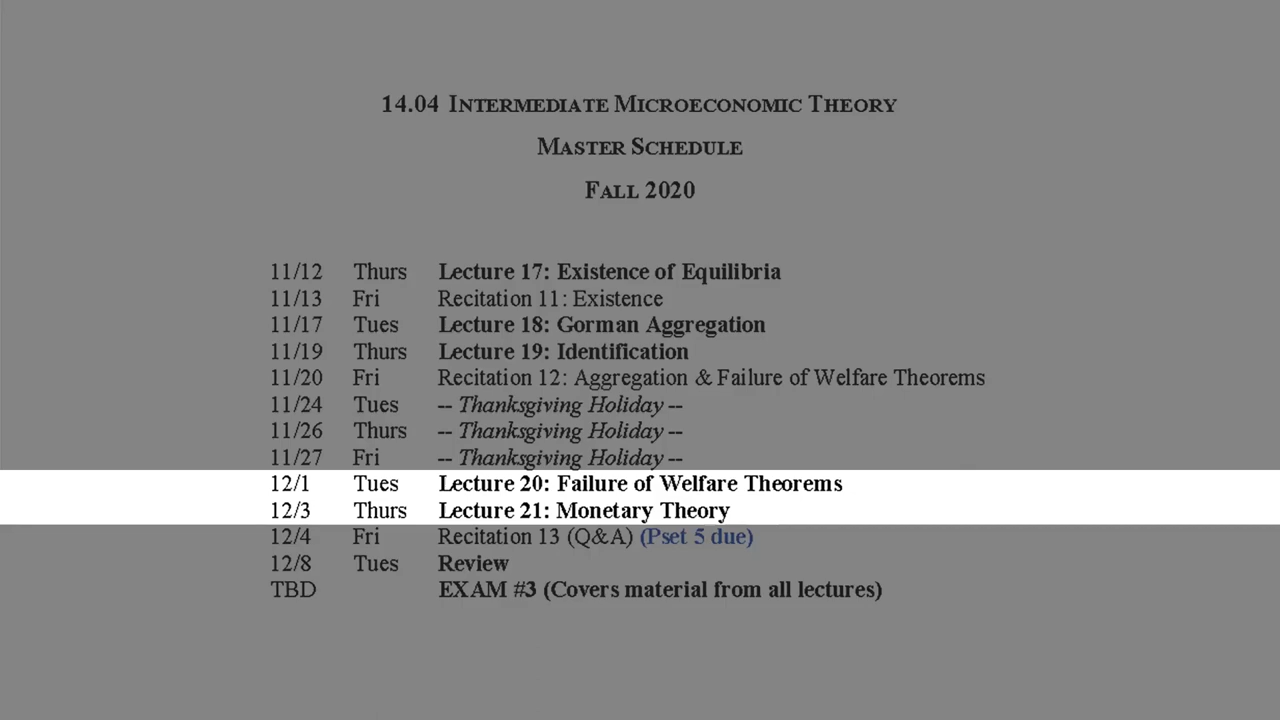 14.04 Intermediate Microeconomic Theory
Master Schedule
Fall 2020
11/12 Thurs Lecture 17: Existence of Equilibria
11/13 Fri Recitation 11: Existence
11/17 Tues Lecture 18: Gorman Aggregation
11/19 Thurs Lecture 19: Identification
11/20 Fri Recitation 12: Aggregation & Failure of Welfare Theorems
11/24 Tues -- Thanksgiving Holiday --
11/26 Thurs -- Thanksgiving Holiday --
11/27 Fri -- Thanksgiving Holiday --
12/1 Tues Lecture 20: Failure of Welfare Theorems
12/3 Thurs Lecture 21: Monetary Theory
12/4 Fri Recitation 13 (Q&A) (Pset 5 due)
12/8 Tues Review
TBD EXAM #3 (Covers material from all lectures)